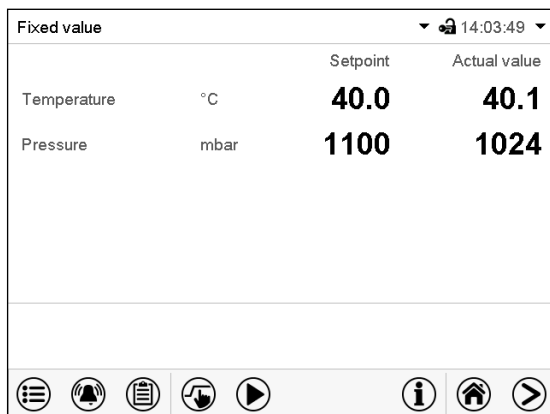 Fixed value 14:03:49
Setpoint Actual value
Temperature °C 40.0 40.1
Pressure mbar 1100 1024